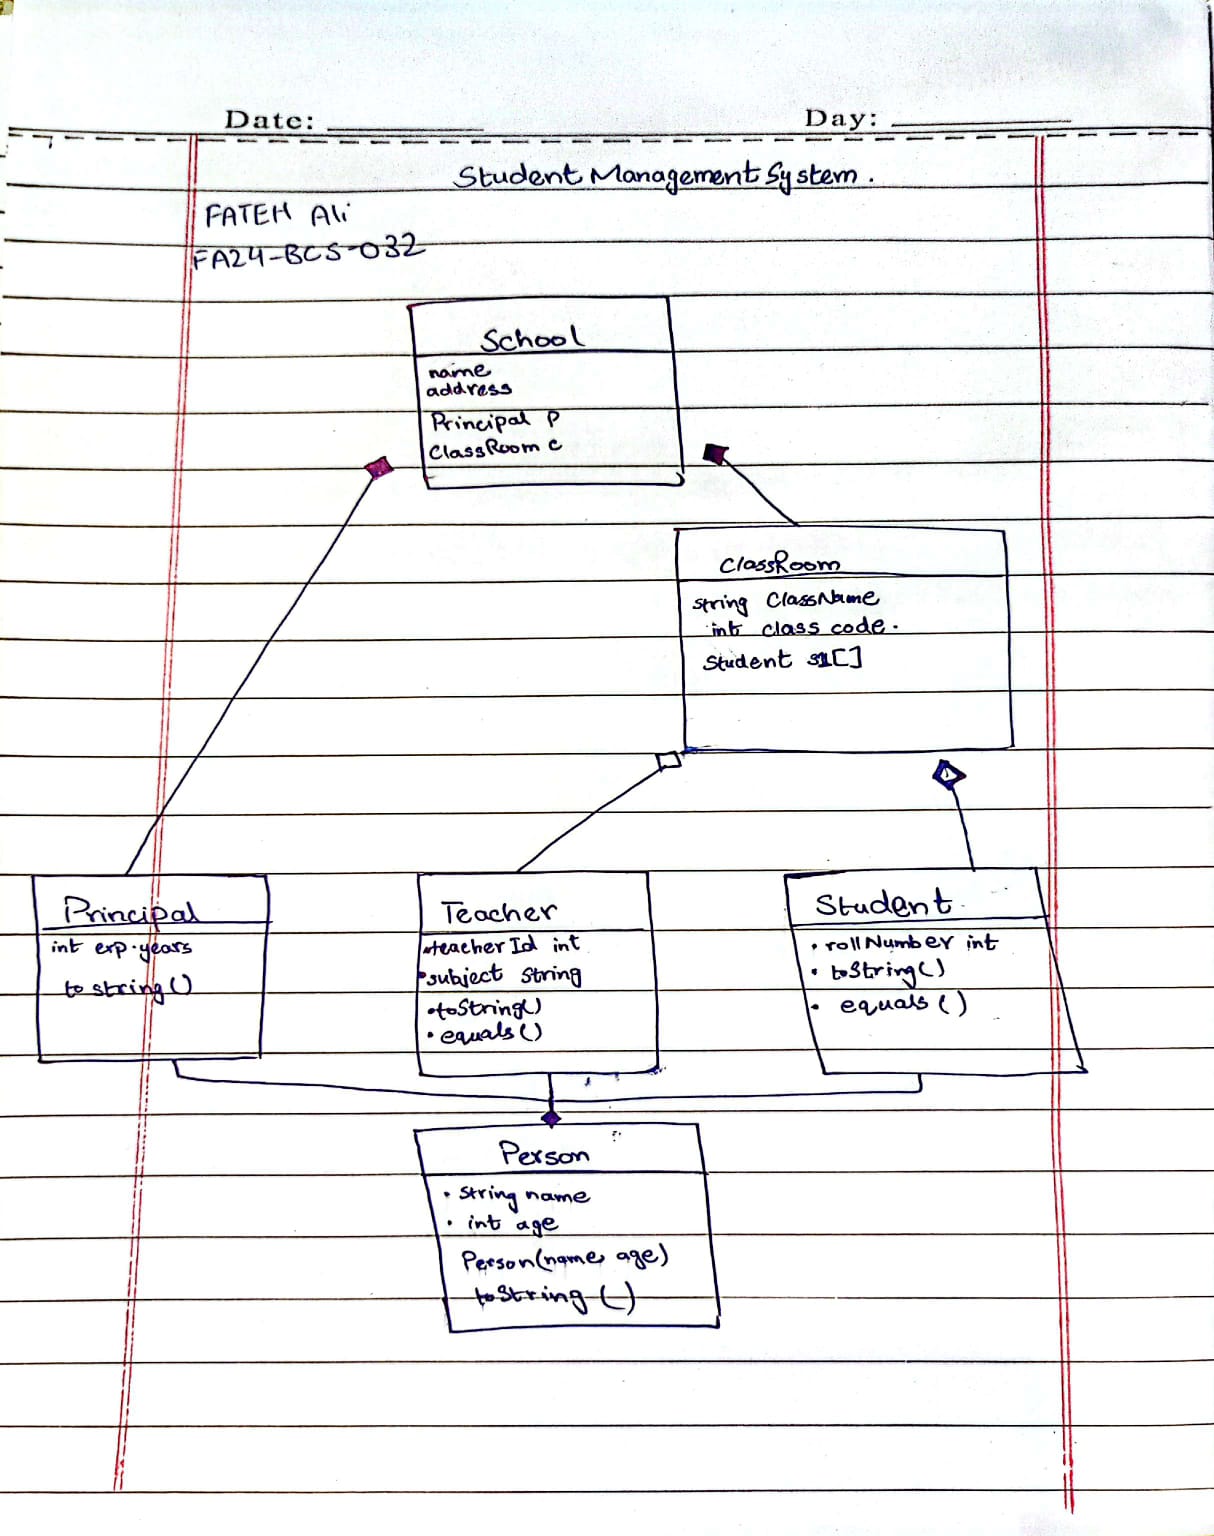 Date:
Day:
Student Management System.
FATEH Ali
FA24-BCS-032
School
name
address
Principal P
ClassRoom c
ClassRoom
String ClassName
int class code.
Student s1[]
Principal
int exp.years
to string()
Teacher
•teacherId int
•subject String
•toString()
• equals()
Student
• rollNumber int
• toString()
• equals()
Person
• String name
• int age
Person(name, age)
toString()